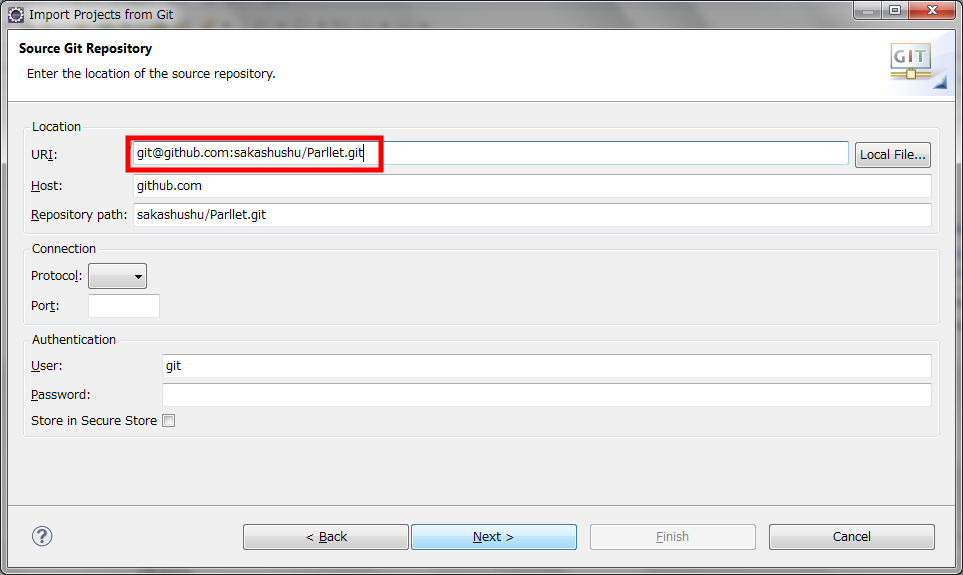 Import Projects from Git
Source Git Repository
Enter the location of the source repository.
GIT
Location
URI: git@github.com:sakashushu/Parllet.git Local File...
Host: github.com
Repository path: sakashushu/Parllet.git
Connection
Protocol:
Port:
Authentication
User: git
Password:
Store in Secure Store
? < Back Next > Finish Cancel